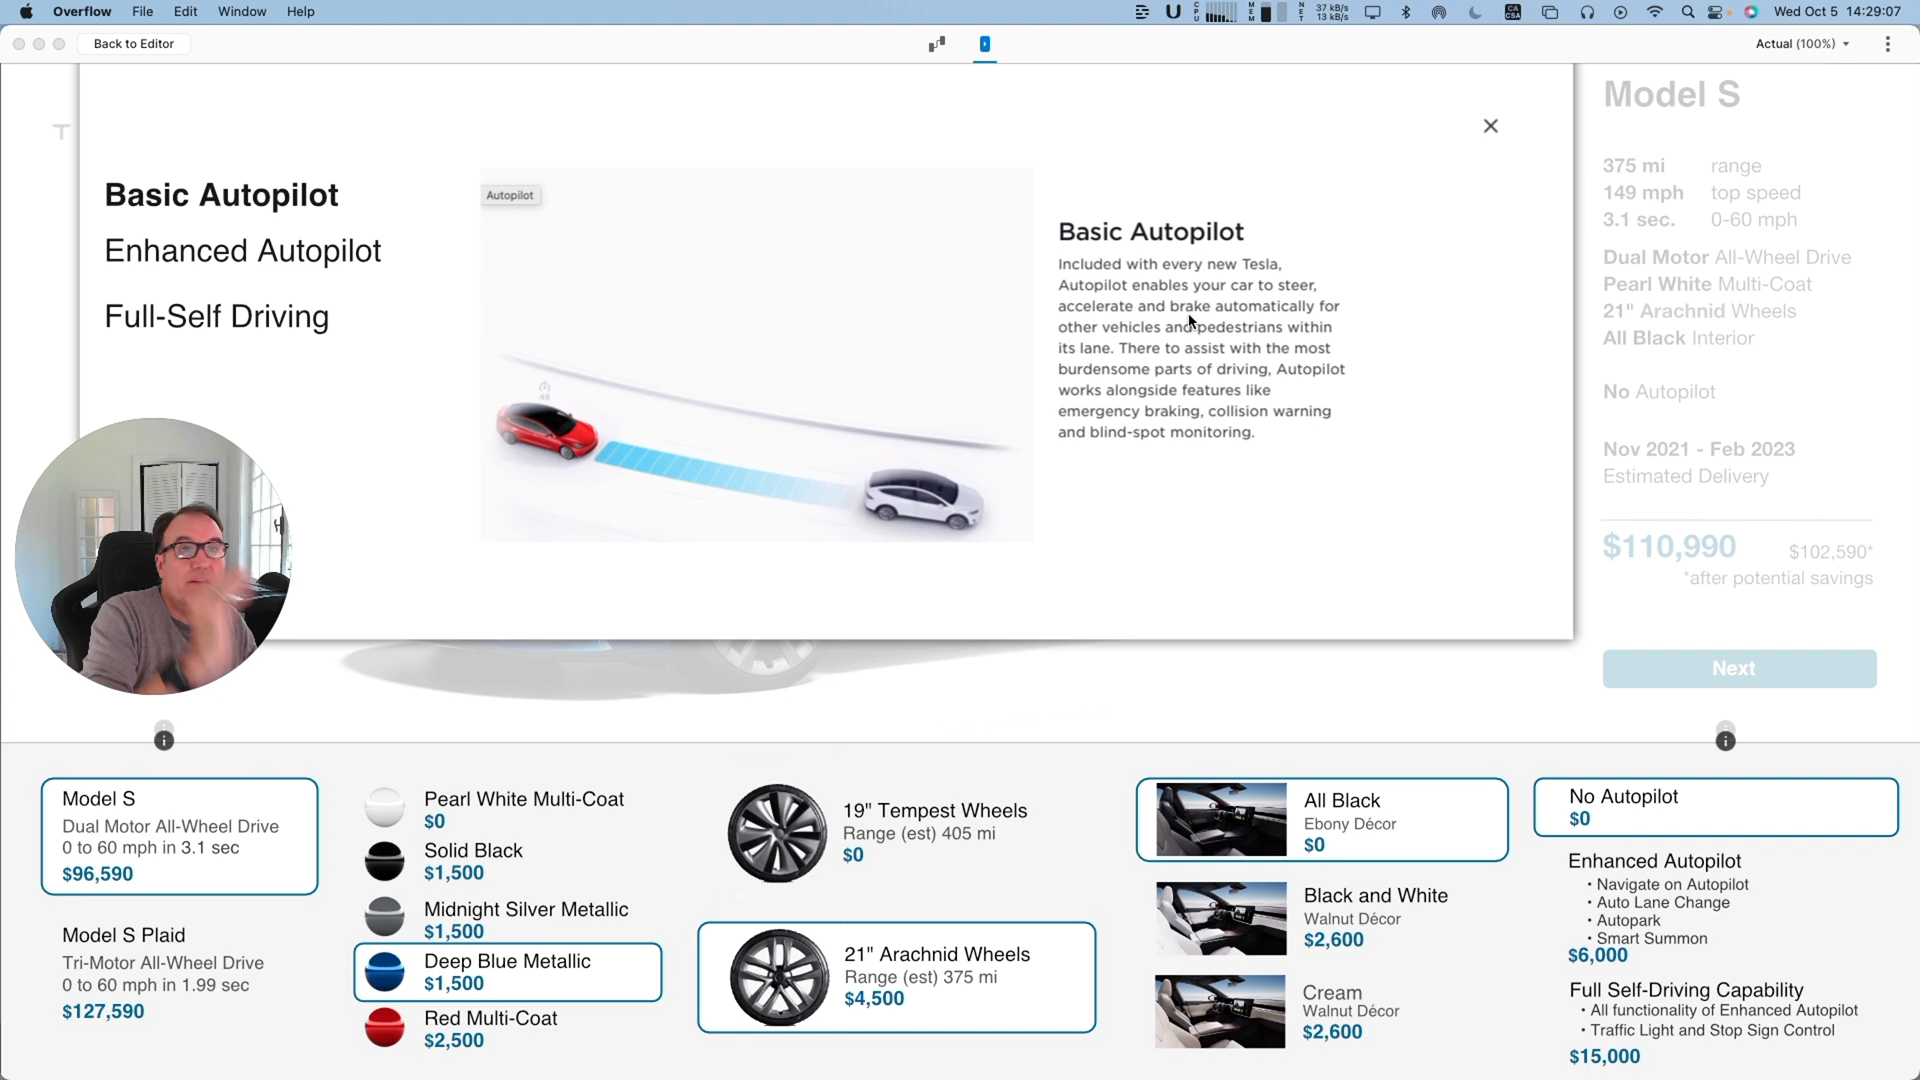 Overflow File Edit Window Help
CPU MEM NET 37 kB/s 13 kB/s CA CSA Wed Oct 5 14:29:07
Back to Editor
Actual (100%)
T
Basic Autopilot
Enhanced Autopilot
Full-Self Driving
Autopilot
48
Basic Autopilot
Included with every new Tesla,
Autopilot enables your car to steer,
accelerate and brake automatically for
other vehicles and pedestrians within
its lane. There to assist with the most
burdensome parts of driving, Autopilot
works alongside features like
emergency braking, collision warning
and blind-spot monitoring.
Model S
375 mi range
149 mph top speed
3.1 sec. 0-60 mph
Dual Motor All-Wheel Drive
Pearl White Multi-Coat
21" Arachnid Wheels
All Black Interior
No Autopilot
Nov 2021 - Feb 2023
Estimated Delivery
$110,990 $102,590*
*after potential savings
Next
Model S
Dual Motor All-Wheel Drive
0 to 60 mph in 3.1 sec
$96,590
Model S Plaid
Tri-Motor All-Wheel Drive
0 to 60 mph in 1.99 sec
$127,590
Pearl White Multi-Coat
$0
Solid Black
$1,500
Midnight Silver Metallic
$1,500
Deep Blue Metallic
$1,500
Red Multi-Coat
$2,500
19" Tempest Wheels
Range (est) 405 mi
$0
21" Arachnid Wheels
Range (est) 375 mi
$4,500
All Black
Ebony Décor
$0
Black and White
Walnut Décor
$2,600
Cream
Walnut Décor
$2,600
No Autopilot
$0
Enhanced Autopilot
• Navigate on Autopilot
• Auto Lane Change
• Autopark
• Smart Summon
$6,000
Full Self-Driving Capability
• All functionality of Enhanced Autopilot
• Traffic Light and Stop Sign Control
$15,000